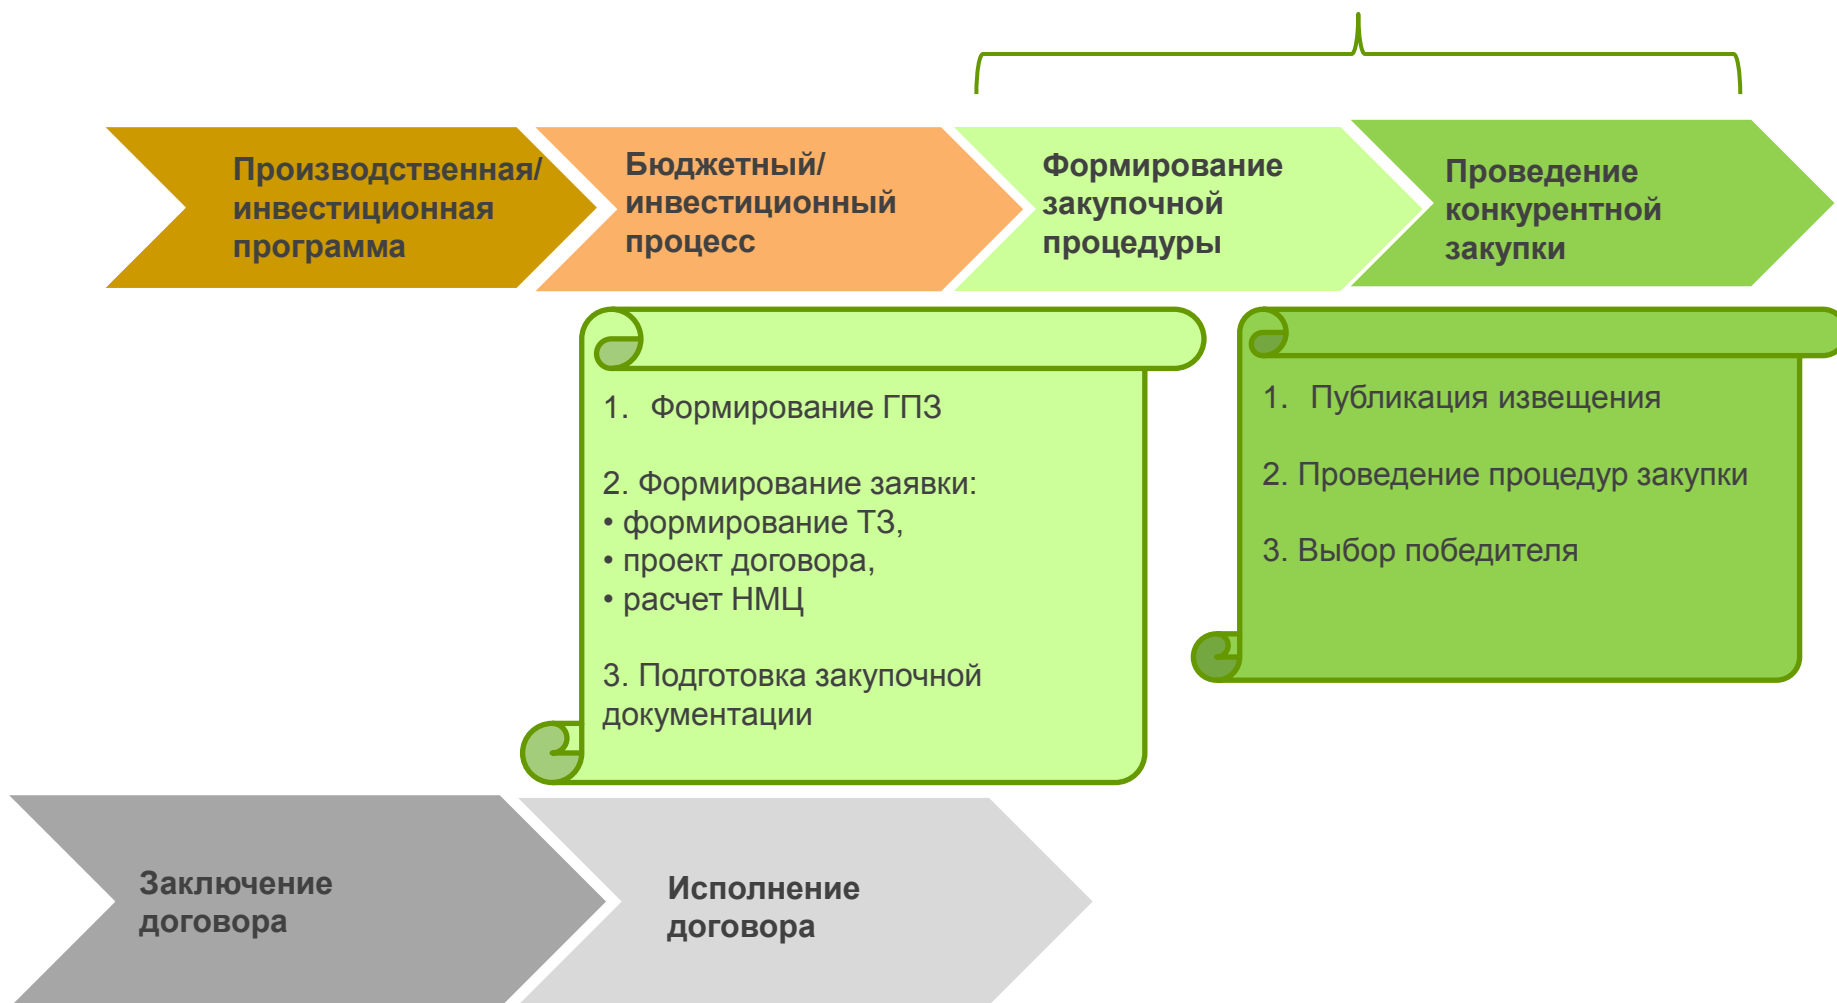 Производственная/
инвестиционная
программа
Бюджетный/
инвестиционный
процесс
Формирование
закупочной
процедуры
Проведение
конкурентной
закупки
1. Формирование ГПЗ
2. Формирование заявки:
• формирование ТЗ,
• проект договора,
• расчет НМЦ
3. Подготовка закупочной
документации
1. Публикация извещения
2. Проведение процедур закупки
3. Выбор победителя
Заключение
договора
Исполнение
договора